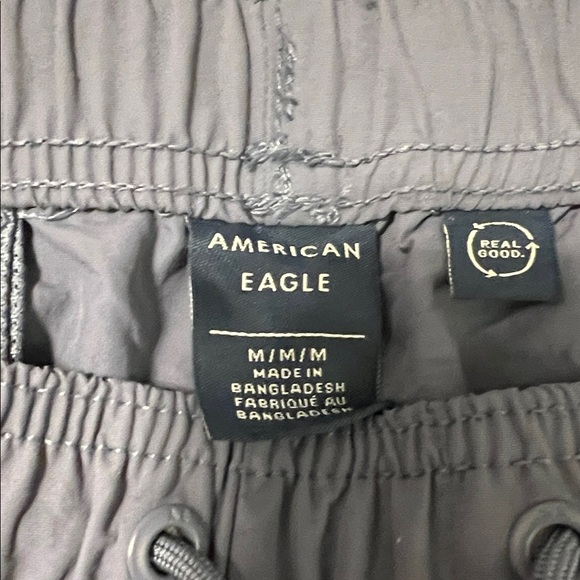 AMERICAN
EAGLE
M/M/M
MADE IN
BANGLADESH
FABRIQUÉ AU
BANGLADESH
REAL
GOOD.